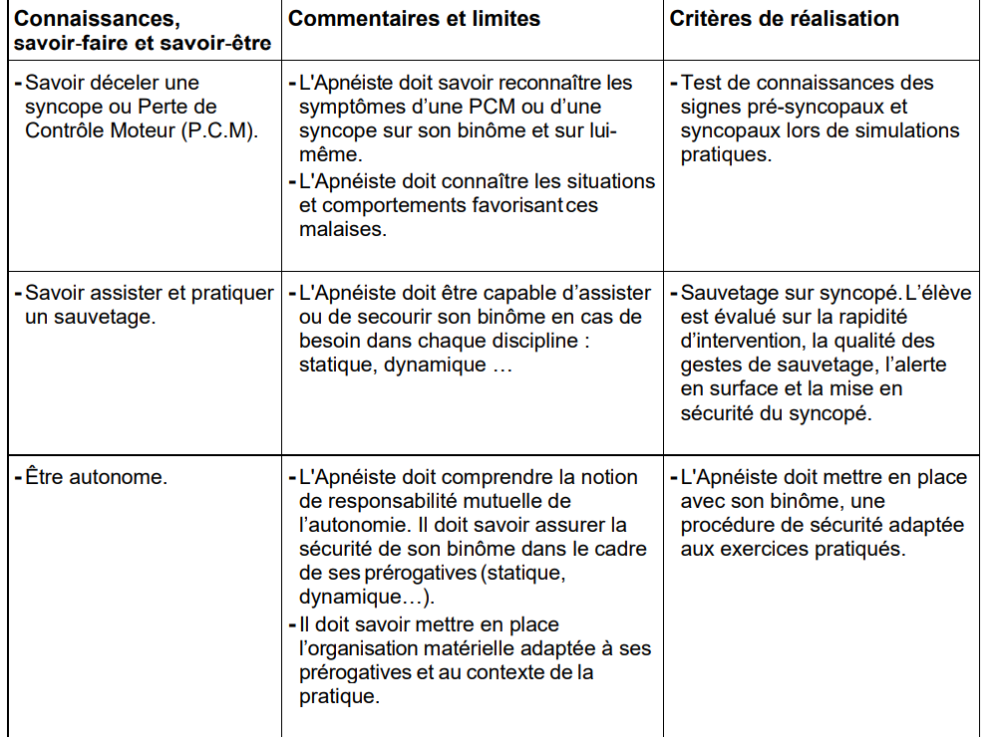 Connaissances,
savoir-faire et savoir-être
Commentaires et limites
Critères de réalisation
- Savoir déceler une
syncope ou Perte de
Contrôle Moteur (P.C.M).
- L'Apnéiste doit savoir reconnaître les
symptômes d’une PCM ou d’une
syncope sur son binôme et sur lui-
même.
- L'Apnéiste doit connaître les situations
et comportements favorisant ces
malaises.
- Test de connaissances des
signes pré-syncopaux et
syncopaux lors de simulations
pratiques.
- Savoir assister et pratiquer
un sauvetage.
- L'Apnéiste doit être capable d’assister
ou de secourir son binôme en cas de
besoin dans chaque discipline :
statique, dynamique …
- Sauvetage sur syncopé. L’élève
est évalué sur la rapidité
d’intervention, la qualité des
gestes de sauvetage, l’alerte
en surface et la mise en
sécurité du syncopé.
- Être autonome.
- L'Apnéiste doit comprendre la notion
de responsabilité mutuelle de
l’autonomie. Il doit savoir assurer la
sécurité de son binôme dans le cadre
de ses prérogatives (statique,
dynamique…).
- Il doit savoir mettre en place
l’organisation matérielle adaptée à ses
prérogatives et au contexte de la
pratique.
- L'Apnéiste doit mettre en place
avec son binôme, une
procédure de sécurité adaptée
aux exercices pratiqués.